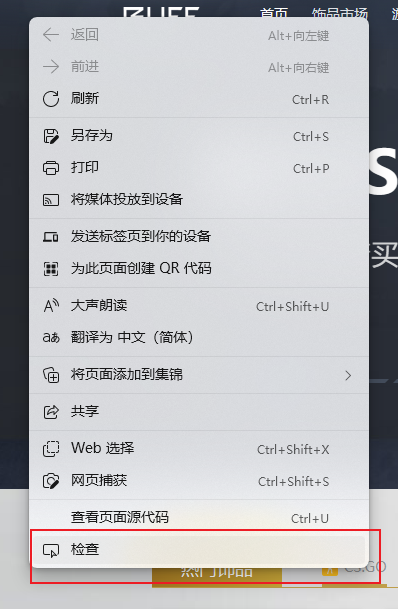 BUFF 首页 饰品市场
返回 Alt+向左键
前进 Alt+向右键
刷新 Ctrl+R
另存为 Ctrl+S
打印 Ctrl+P
将媒体投放到设备
发送标签页到你的设备
为此页面创建 QR 代码
大声朗读 Ctrl+Shift+U
翻译为 中文（简体）
将页面添加到集锦
共享
Web 选择 Ctrl+Shift+X
网页捕获 Ctrl+Shift+S
查看页面源代码 Ctrl+U
检查
S
买
热门饰品
CS:GO